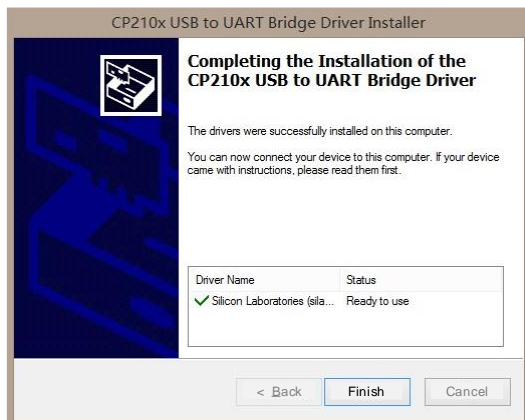 CP210x USB to UART Bridge Driver Installer
Completing the Installation of the
CP210x USB to UART Bridge Driver
The drivers were successfully installed on this computer.
You can now connect your device to this computer. If your device
came with instructions, please read them first.
Driver Name Status
Silicon Laboratories (sila... Ready to use
< Back Finish Cancel